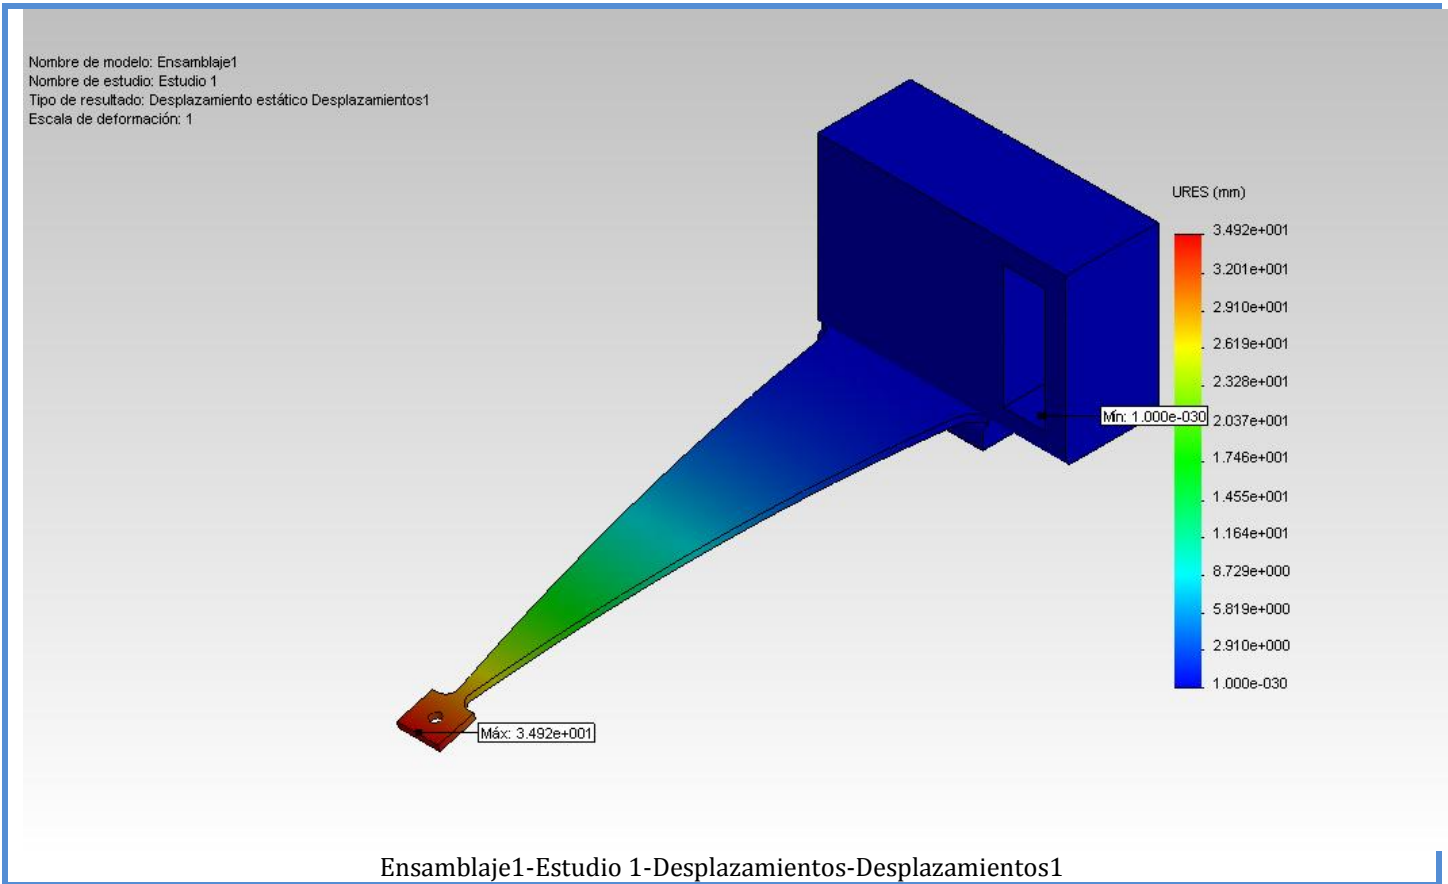 Nombre de modelo: Ensamblaje1
Nombre de estudio: Estudio 1
Tipo de resultado: Desplazamiento estático Desplazamientos1
Escala de deformación: 1
URES (mm)
3.492e+001
3.201e+001
2.910e+001
2.619e+001
2.328e+001
Mín: 1.000e-030
2.037e+001
1.746e+001
1.455e+001
1.164e+001
8.729e+000
5.819e+000
2.910e+000
1.000e-030
Máx: 3.492e+001
Ensamblaje1-Estudio 1-Desplazamientos-Desplazamientos1